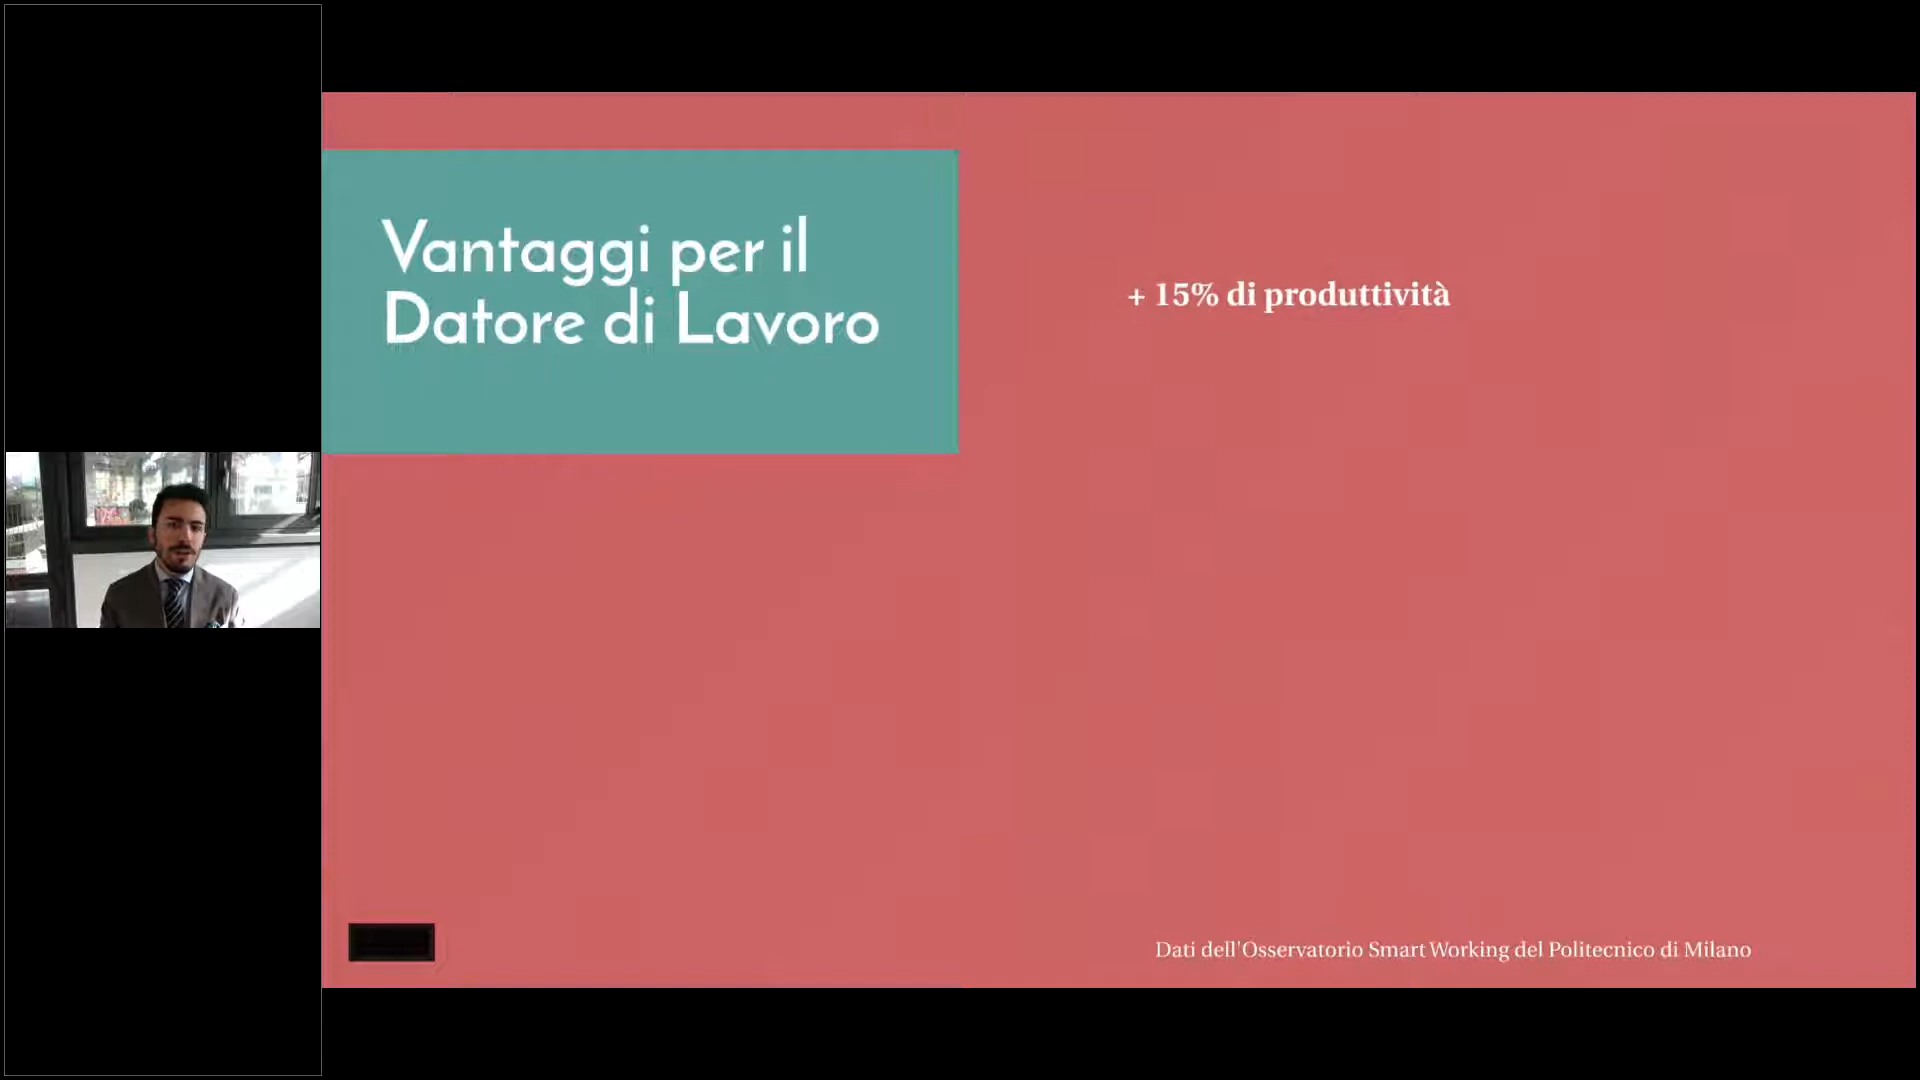 Vantaggi per il
Datore di Lavoro
+ 15% di produttività
Dati dell'Osservatorio Smart Working del Politecnico di Milano